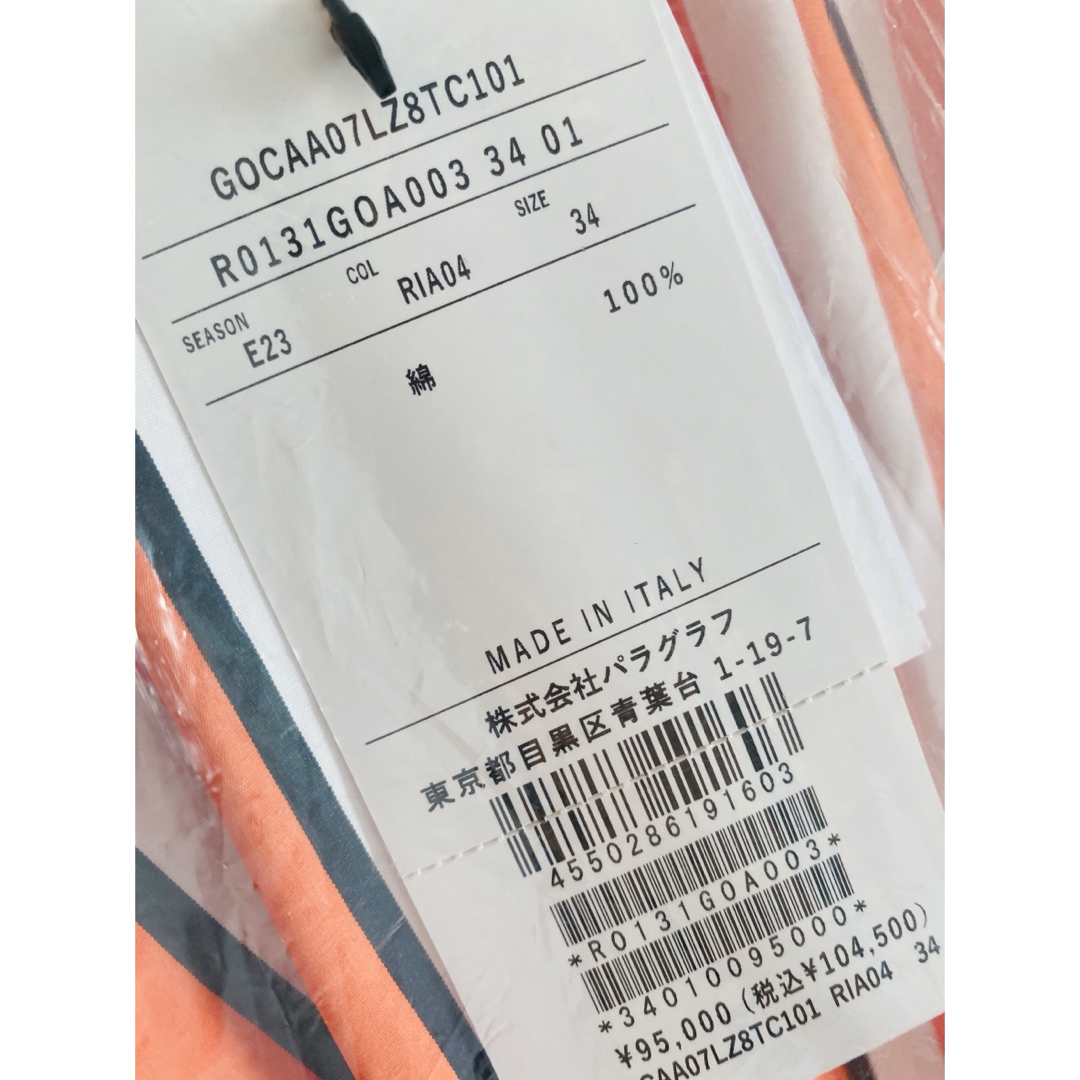 GOCAA07LZ8TC101
R0131GOA003 34 01
SEASON E23 COL RIA04 SIZE 34
綿 100%
MADE IN ITALY
株式会社パラグラフ
東京都目黒区青葉台 1-19-7
4550286191603
*R0131GOA003*
*34010095000*
¥95,000 (税込¥104,500)
CAA07LZ8TC101 RIA04 34